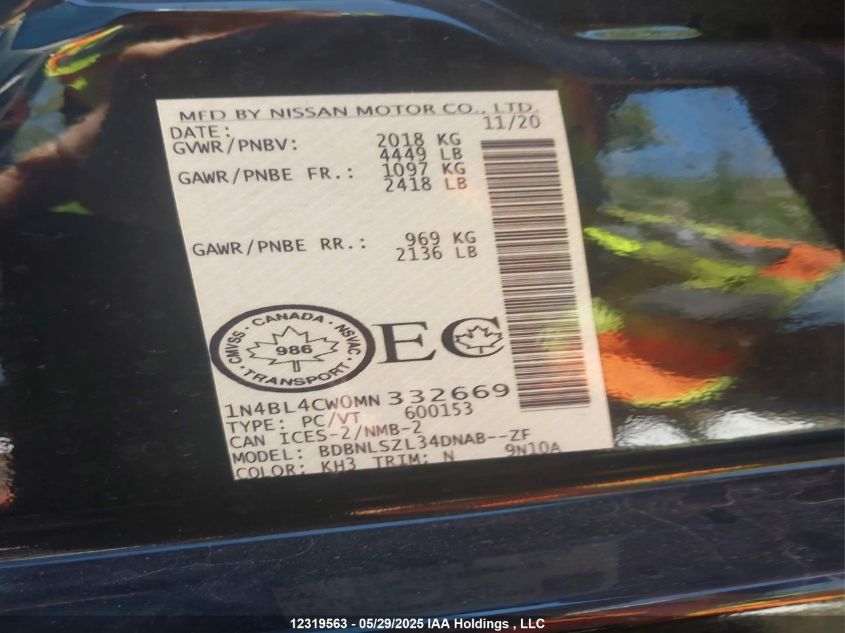 MFD BY NISSAN MOTOR CO., LTD.
DATE: 11/20
GVWR/PNBV: 2018 KG
4449 LB
GAWR/PNBE FR.: 1097 KG
2418 LB
GAWR/PNBE RR.: 969 KG
2136 LB
CMVSS · CANADA · NSVAC · TRANSPORT ·
986
EC
1N4BL4CW0MN 332669
TYPE: PC/VT 600153
CAN ICES-2/NMB-2
MODEL: BDBNLSZL34DNAB--ZF
COLOR: KH3 TRIM: N 9N10A
12319563 - 05/29/2025 IAA Holdings , LLC